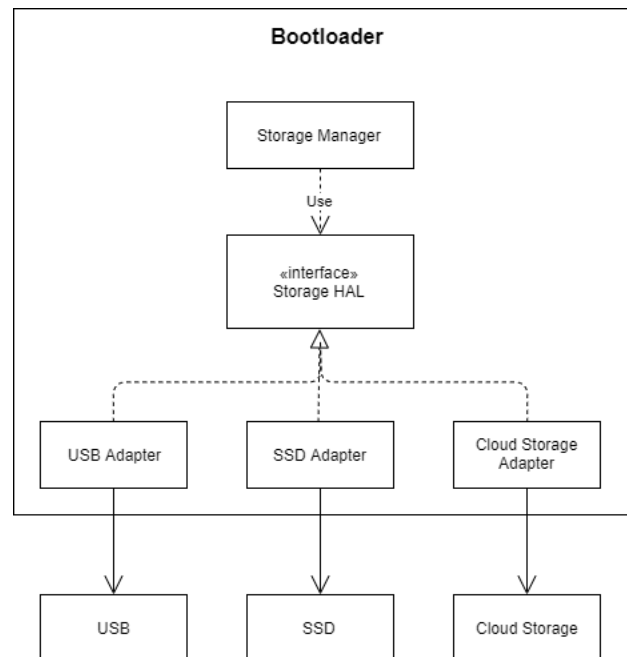 Bootloader
Storage Manager
Use
«interface»
Storage HAL
USB Adapter
SSD Adapter
Cloud Storage
Adapter
USB
SSD
Cloud Storage